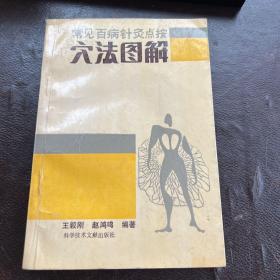 常见百病针灸点按
穴法图解
王毅刚 赵鸿鸣 编著
科学技术文献出版社